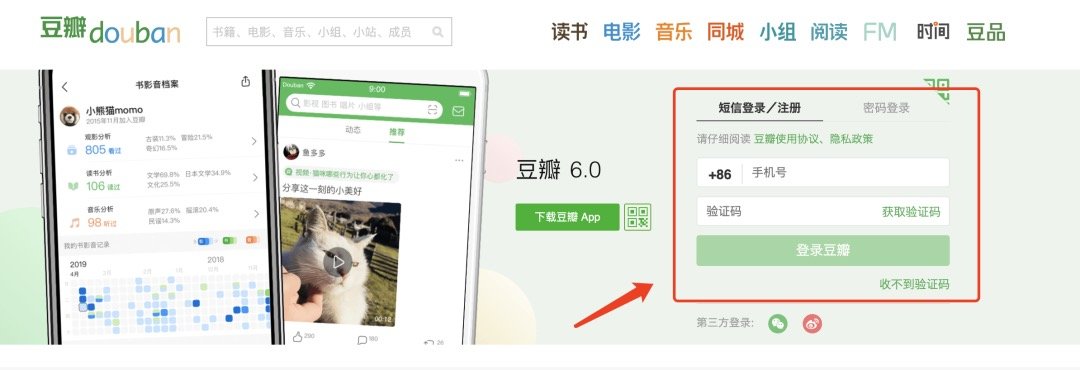 豆瓣douban
书籍、电影、音乐、小组、小站、成员
读书 电影 音乐 同城 小组 阅读 FM 时间 豆品
书影音档案
小熊猫momo
2015年11月加入豆瓣
观影分析
805 看过
古装11.3% 冒险21.5%
奇幻16.5%
读书分析
106 读过
文学69.8% 日本文学34.9%
文化25.5%
音乐分析
98 听过
原声27.8% 摇滚20.4%
民谣14.3%
我的书影音记录
2019
4月
2018
Douban
9:00
影视 图书 唱片 小组等
动态 推荐
鱼多多
视频·猫咪哪些行为让你心都化了
分享这一刻的小美好
00:12
290
180
26
豆瓣 6.0
下载豆瓣 App
短信登录／注册 密码登录
请仔细阅读 豆瓣使用协议、隐私政策
+86 手机号
验证码 获取验证码
登录豆瓣
收不到验证码
第三方登录: